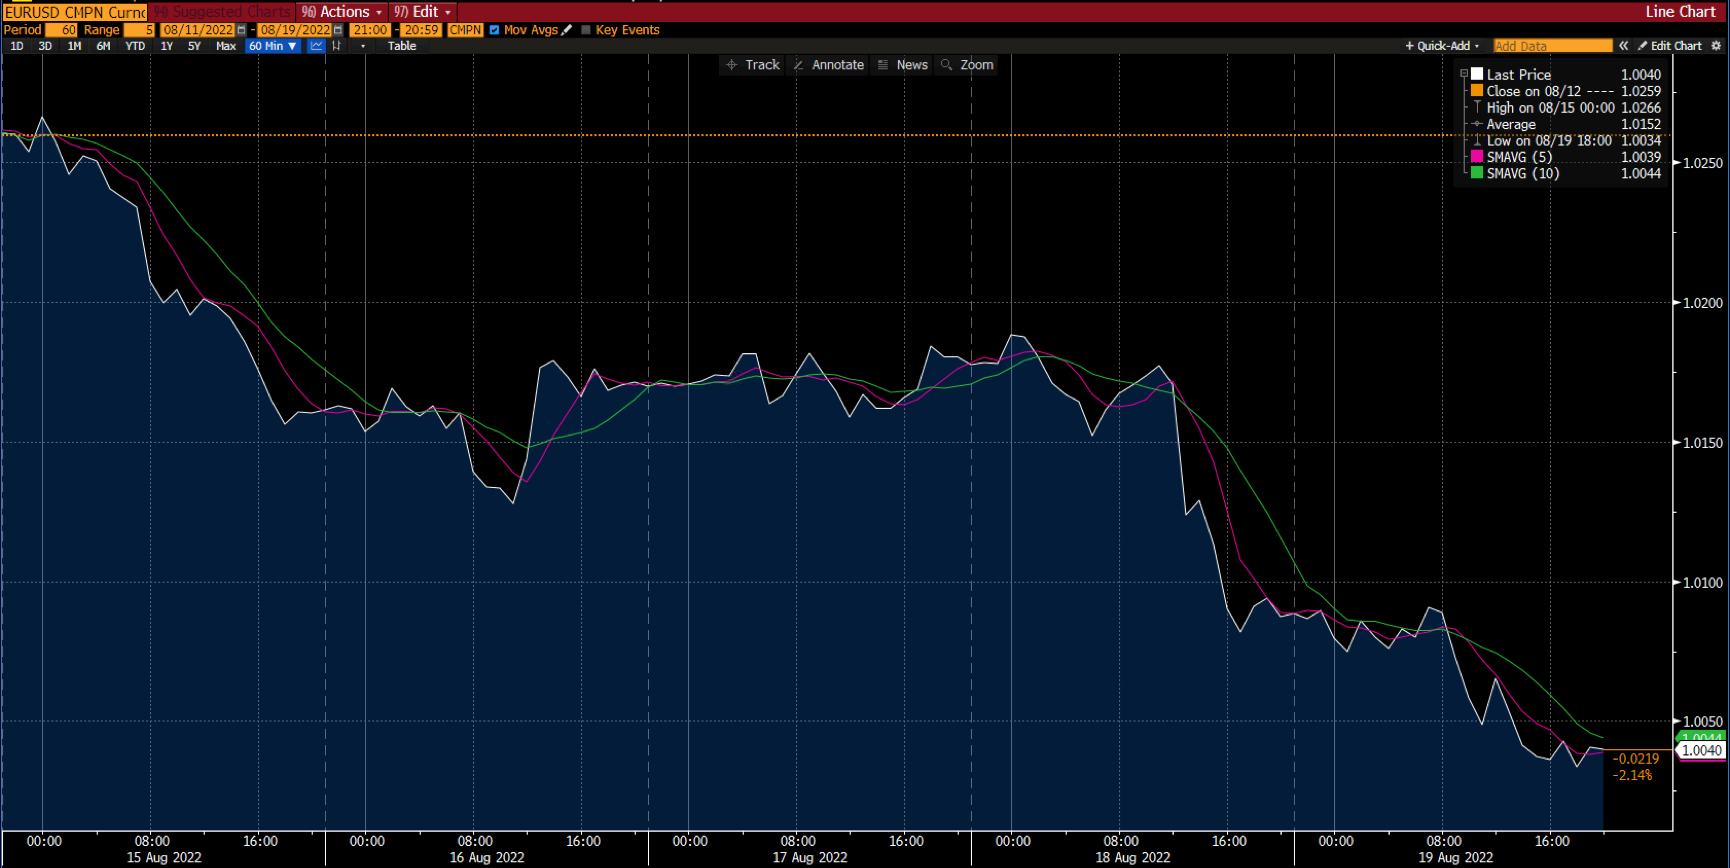 EURUSD CMPN Curnc 94) Suggested Charts 96) Actions 97) Edit Line Chart
Period 60 Range 5 08/11/2022 - 08/19/2022 21:00 - 20:59 CMPN Mov Avgs Key Events
1D 3D 1M 6M YTD 1Y 5Y Max 60 Min ▼ Table + Quick-Add Add Data « Edit Chart
Track Annotate News Zoom
Last Price 1.0040
Close on 08/12 ---- 1.0259
High on 08/15 00:00 1.0266
Average 1.0152
Low on 08/19 18:00 1.0034
SMAVG (5) 1.0039
SMAVG (10) 1.0044
1.0250
1.0200
1.0150
1.0100
1.0050
1.0044
1.0040
-0.0219
-2.14%
00:00 08:00 16:00 00:00 08:00 16:00 00:00 08:00 16:00 00:00 08:00 16:00 00:00 08:00 16:00
15 Aug 2022 16 Aug 2022 17 Aug 2022 18 Aug 2022 19 Aug 2022